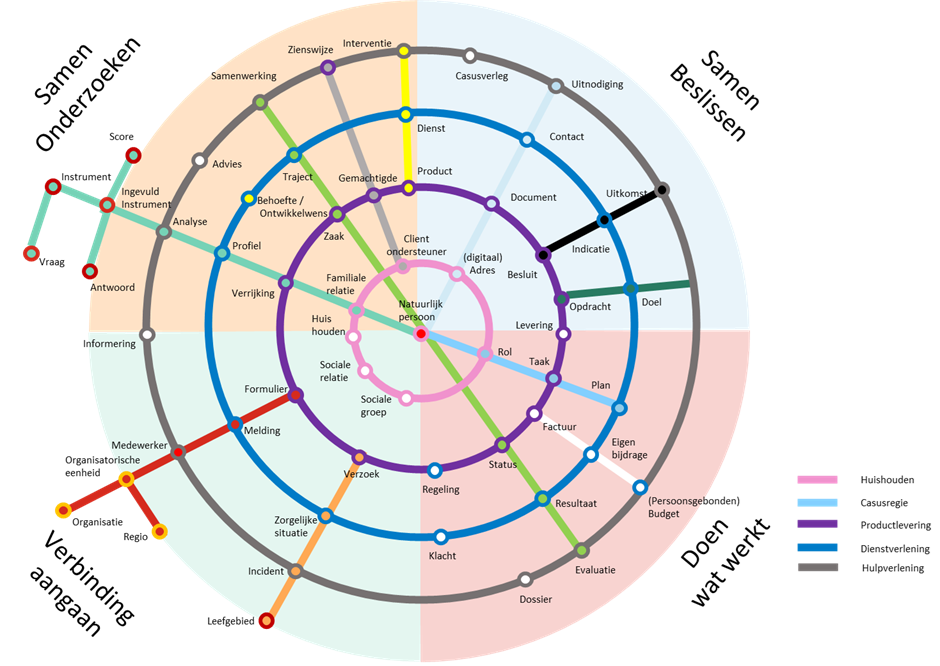 Samen
Onderzoeken
Samen
Beslissen
Zienswijze
Interventie
Casusverleg
Uitnodiging
Samenwerking
Score
Advies
Dienst
Contact
Traject
Product
Instrument
Gemachtigde
Document
Uitkomst
Ingevuld
Instrument
Behoefte /
Ontwikkelwens
Analyse
Zaak
Profiel
Client
ondersteuner
(digitaal)
Adres
Besluit
Indicatie
Vraag
Antwoord
Verrijking
Familiale
relatie
Natuurlijk
persoon
Opdracht
Doel
Huis
houden
Levering
Informering
Rol
Taak
Sociale
relatie
Plan
Formulier
Sociale
groep
Factuur
Melding
Eigen
bijdrage
Medewerker
Organisatorische
eenheid
Verzoek
Status
Regeling
Resultaat
(Persoonsgebonden)
Budget
Organisatie
Regio
Zorgelijke
situatie
Klacht
Incident
Evaluatie
Dossier
Leefgebied
Verbinding
aangaan
Doen
wat werkt
Huishouden
Casusregie
Productlevering
Dienstverlening
Hulpverlening